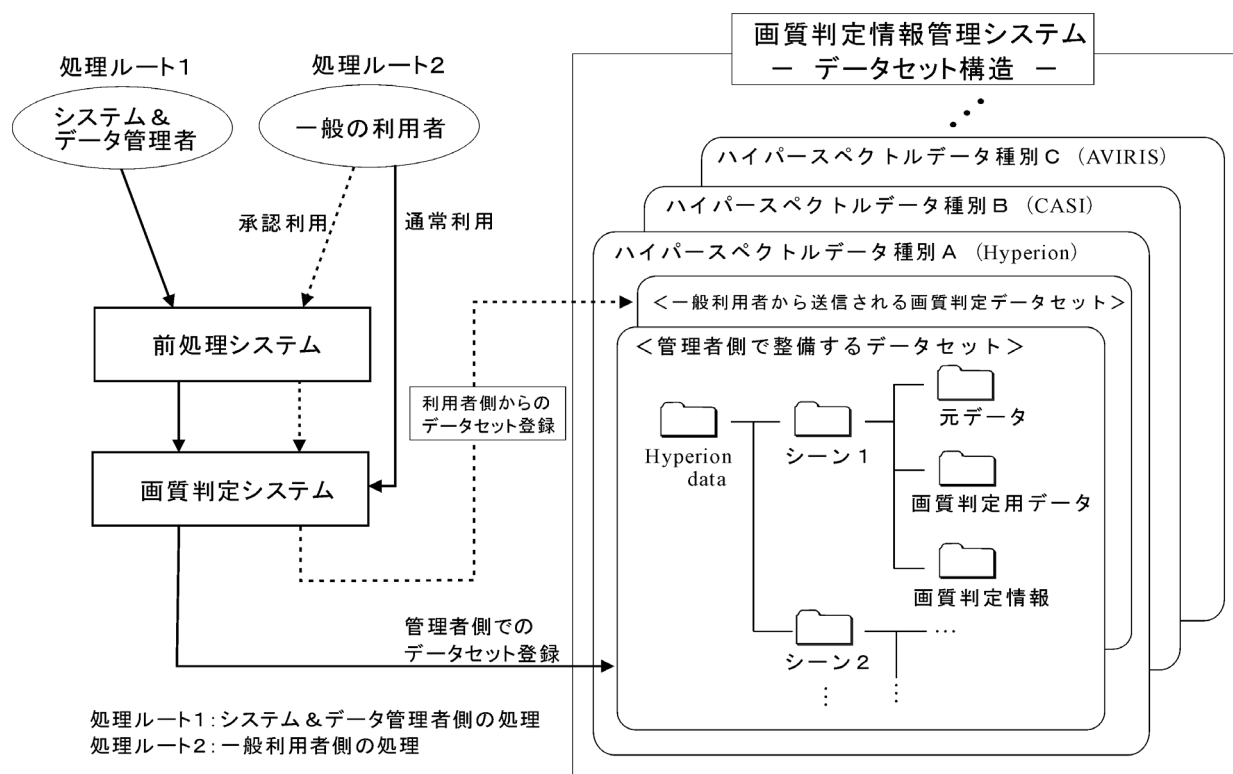 処理ルート1
処理ルート2
システム&
データ管理者
一般の利用者
承認利用
通常利用
前処理システム
画質判定システム
利用者側からの
データセット登録
管理者側での
データセット登録
処理ルート1:システム&データ管理者側の処理
処理ルート2:一般利用者側の処理
画質判定情報管理システム
ー データセット構造 ー
ハイパースペクトルデータ種別C (AVIRIS)
ハイパースペクトルデータ種別B (CASI)
ハイパースペクトルデータ種別A (Hyperion)
<一般利用者から送信される画質判定データセット>
<管理者側で整備するデータセット>
Hyperion
data
シーン1
元データ
画質判定用データ
画質判定情報
シーン2
…